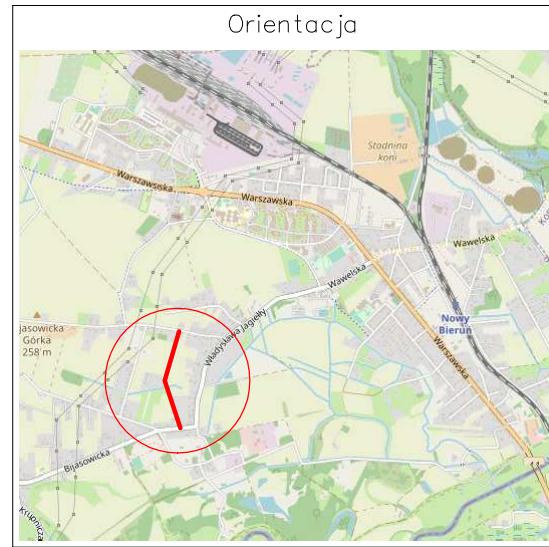 Orientacja
Stadnina
koni
Warszawska
Warszawska
Wawelska
Wawelska
Nowy
Bieruń
Władysława Jagiełły
jasowicka
Górka
258 m
Warszawska
Bijasowicka
Krupnicza